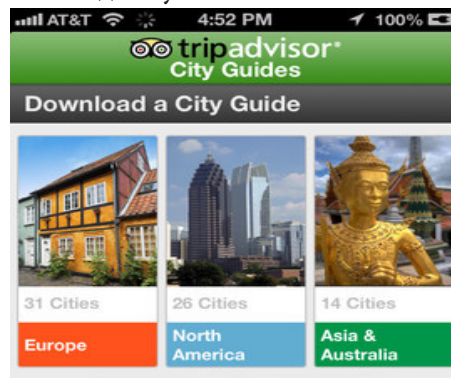 AT&T 4:52 PM 100%
tripadvisor®
City Guides
Download a City Guide
31 Cities 26 Cities 14 Cities
Europe North America Asia & Australia